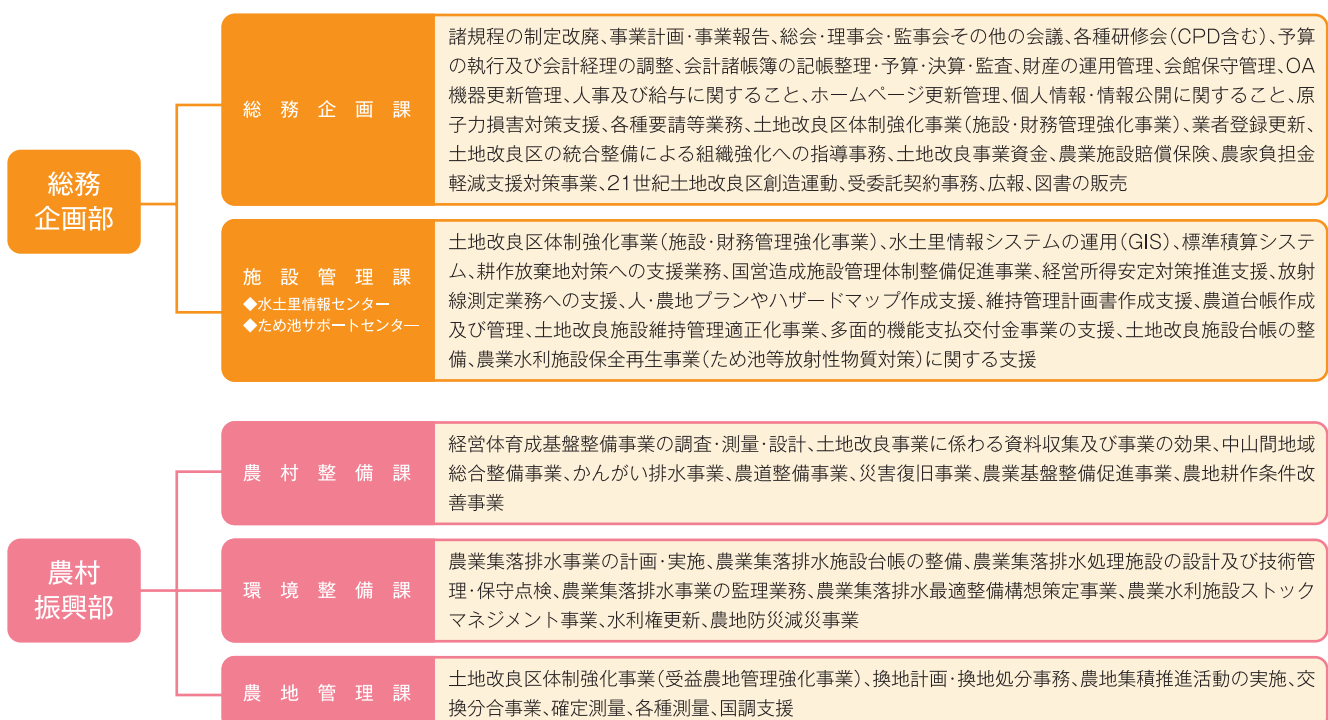 総務
企画部
総務企画課
諸規程の制定改廃、事業計画・事業報告、総会・理事会・監事会その他の会議、各種研修会(CPD含む)、予算
の執行及び会計経理の調整、会計諸帳簿の記帳整理・予算・決算・監査、財産の運用管理、会館保守管理、OA
機器更新管理、人事及び給与に関すること、ホームページ更新管理、個人情報・情報公開に関すること、原
子力損害対策支援、各種要請等業務、土地改良区体制強化事業(施設・財務管理強化事業)、業者登録更新、
土地改良区の統合整備による組織強化への指導事務、土地改良事業資金、農業施設賠償保険、農家負担金
軽減支援対策事業、21世紀土地改良区創造運動、受委託契約事務、広報、図書の販売
施設管理課
◆水土里情報センター
◆ため池サポートセンター
土地改良区体制強化事業(施設・財務管理強化事業)、水土里情報システムの運用(GIS)、標準積算システ
ム、耕作放棄地対策への支援業務、国営造成施設管理体制整備促進事業、経営所得安定対策推進支援、放射
線測定業務への支援、人・農地プランやハザードマップ作成支援、維持管理計画書作成支援、農道台帳作成
及び管理、土地改良施設維持管理適正化事業、多面的機能支払交付金事業の支援、土地改良施設台帳の整
備、農業水利施設保全再生事業(ため池等放射性物質対策)に関する支援
農村
振興部
農村整備課
経営体育成基盤整備事業の調査・測量・設計、土地改良事業に係わる資料収集及び事業の効果、中山間地域
総合整備事業、かんがい排水事業、農道整備事業、災害復旧事業、農業基盤整備促進事業、農地耕作条件改
善事業
環境整備課
農業集落排水事業の計画・実施、農業集落排水施設台帳の整備、農業集落排水処理施設の設計及び技術管
理・保守点検、農業集落排水事業の監理業務、農業集落排水最適整備構想策定事業、農業水利施設ストック
マネジメント事業、水利権更新、農地防災減災事業
農地管理課
土地改良区体制強化事業(受益農地管理強化事業)、換地計画・換地処分事務、農地集積推進活動の実施、交
換分合事業、確定測量、各種測量、国調支援